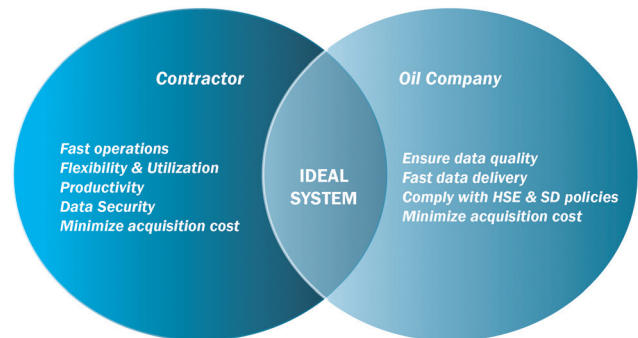 Contractor
Fast operations
Flexibility & Utilization
Productivity
Data Security
Minimize acquisition cost
IDEAL
SYSTEM
Oil Company
Ensure data quality
Fast data delivery
Comply with HSE & SD policies
Minimize acquisition cost